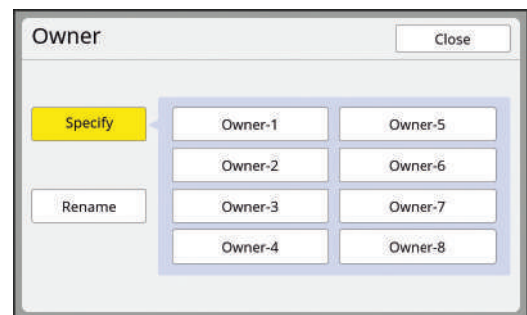 Owner Close
Specify Owner-1 Owner-5
Owner-2 Owner-6
Rename Owner-3 Owner-7
Owner-4 Owner-8